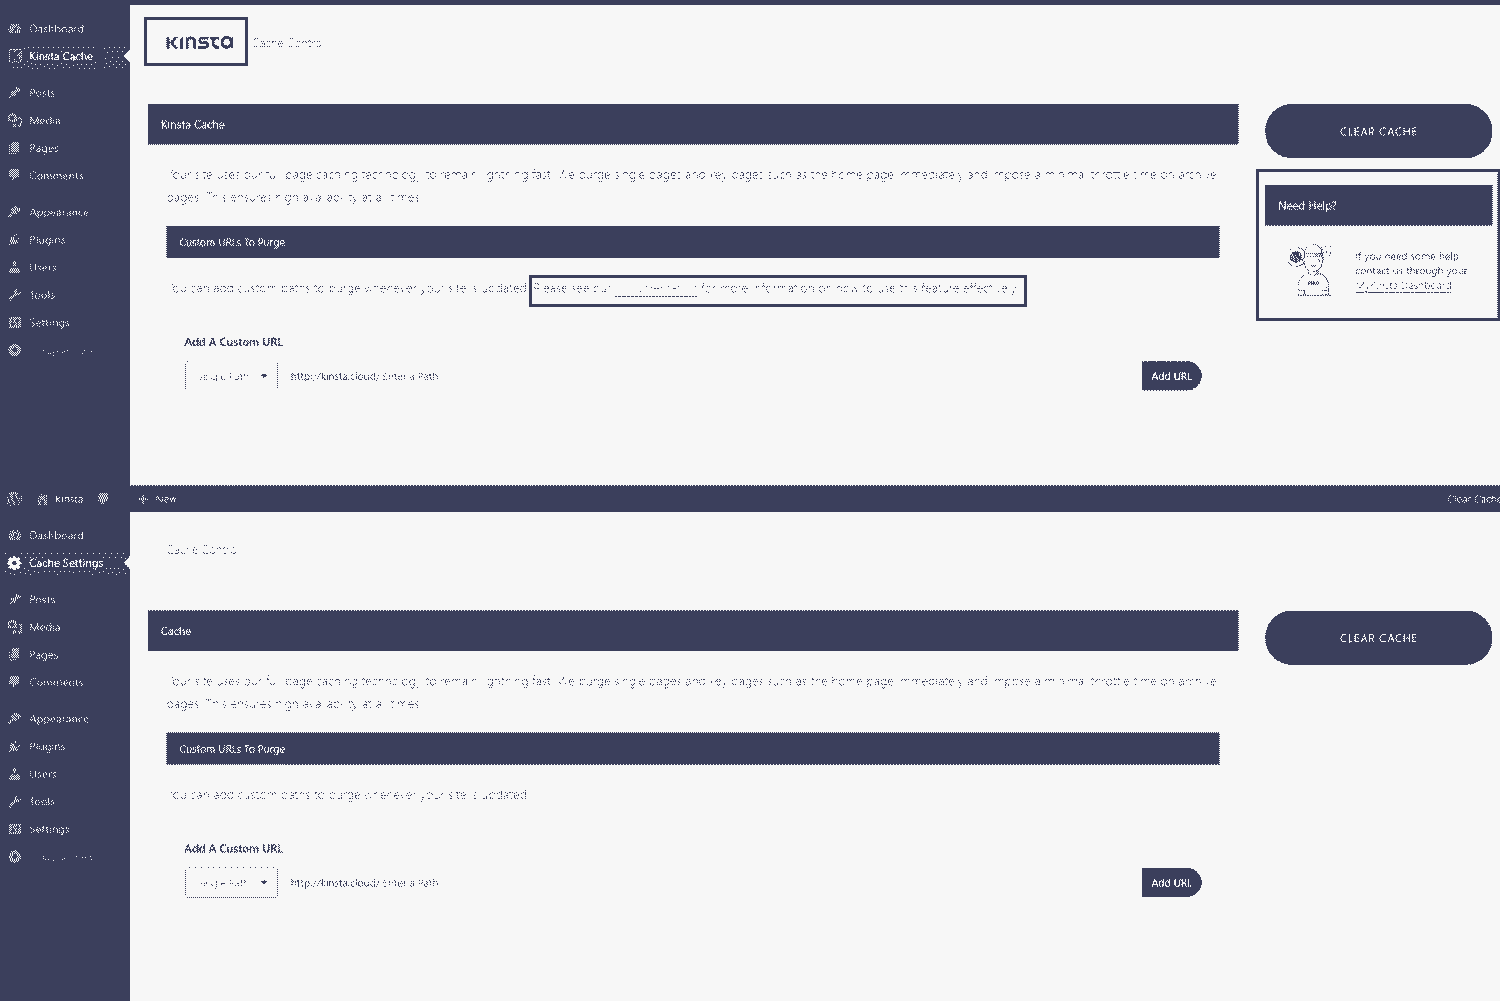 Dashboard
Kinsta Cache
Posts
Media
Pages
Comments
Appearance
Plugins
Users
Tools
Settings
KINSTA Cache Control
Kinsta Cache
CLEAR CACHE
Your site uses our full page caching technology to remain lightning fast. We purge single pages and key pages such as the home page immediately and impose a minimal throttle time on archive
pages. This ensures high availability at all times.
Need Help?
If you need some help
contact us through your
MyKinsta Dashboard
Custom URLs To Purge
You can add custom paths to purge whenever your site is updated. Please see our for more information on how to use this feature effectively.
Add A Custom URL
Single Path http://kinsta.cloud/ Enter a Path Add URL
Kinsta New Clear Cache
Dashboard
Cache Settings
Posts
Media
Pages
Comments
Appearance
Plugins
Users
Tools
Settings
Cache Control
Cache
CLEAR CACHE
Your site uses our full page caching technology to remain lightning fast. We purge single pages and key pages such as the home page immediately and impose a minimal throttle time on archive
pages. This ensures high availability at all times.
Custom URLs To Purge
You can add custom paths to purge whenever your site is updated.
Add A Custom URL
Single Path http://kinsta.cloud/ Enter a Path Add URL